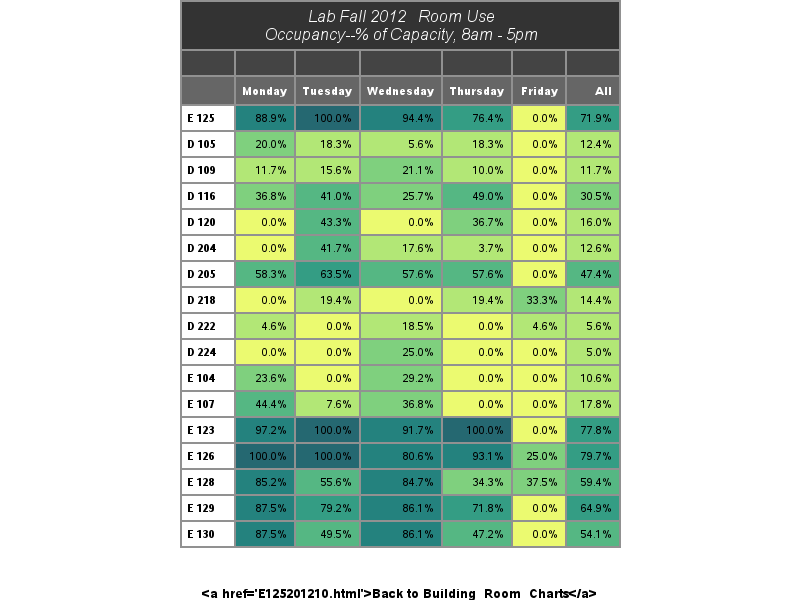 Lab Fall 2012 Room Use
Occupancy--% of Capacity, 8am - 5pm
Monday Tuesday Wednesday Thursday Friday All
E 125 88.9% 100.0% 94.4% 76.4% 0.0% 71.9%
D 105 20.0% 18.3% 5.6% 18.3% 0.0% 12.4%
D 109 11.7% 15.6% 21.1% 10.0% 0.0% 11.7%
D 116 36.8% 41.0% 25.7% 49.0% 0.0% 30.5%
D 120 0.0% 43.3% 0.0% 36.7% 0.0% 16.0%
D 204 0.0% 41.7% 17.6% 3.7% 0.0% 12.6%
D 205 58.3% 63.5% 57.6% 57.6% 0.0% 47.4%
D 218 0.0% 19.4% 0.0% 19.4% 33.3% 14.4%
D 222 4.6% 0.0% 18.5% 0.0% 4.6% 5.6%
D 224 0.0% 0.0% 25.0% 0.0% 0.0% 5.0%
E 104 23.6% 0.0% 29.2% 0.0% 0.0% 10.6%
E 107 44.4% 7.6% 36.8% 0.0% 0.0% 17.8%
E 123 97.2% 100.0% 91.7% 100.0% 0.0% 77.8%
E 126 100.0% 100.0% 80.6% 93.1% 25.0% 79.7%
E 128 85.2% 55.6% 84.7% 34.3% 37.5% 59.4%
E 129 87.5% 79.2% 86.1% 71.8% 0.0% 64.9%
E 130 87.5% 49.5% 86.1% 47.2% 0.0% 54.1%
<a href='E125201210.html'>Back to Building_Room_Charts</a>